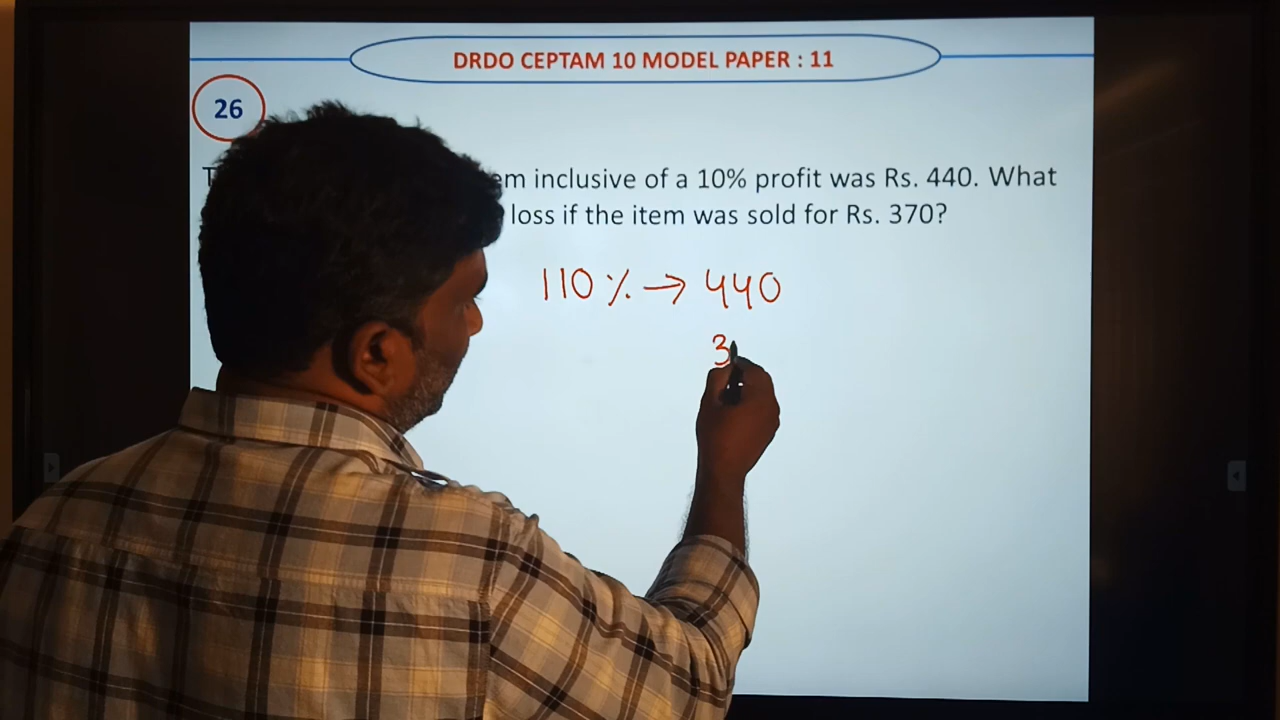 DRDO CEPTAM 10 MODEL PAPER : 11
26
inclusive of a 10% profit was Rs. 440. What
loss if the item was sold for Rs. 370?
110% → 440
3